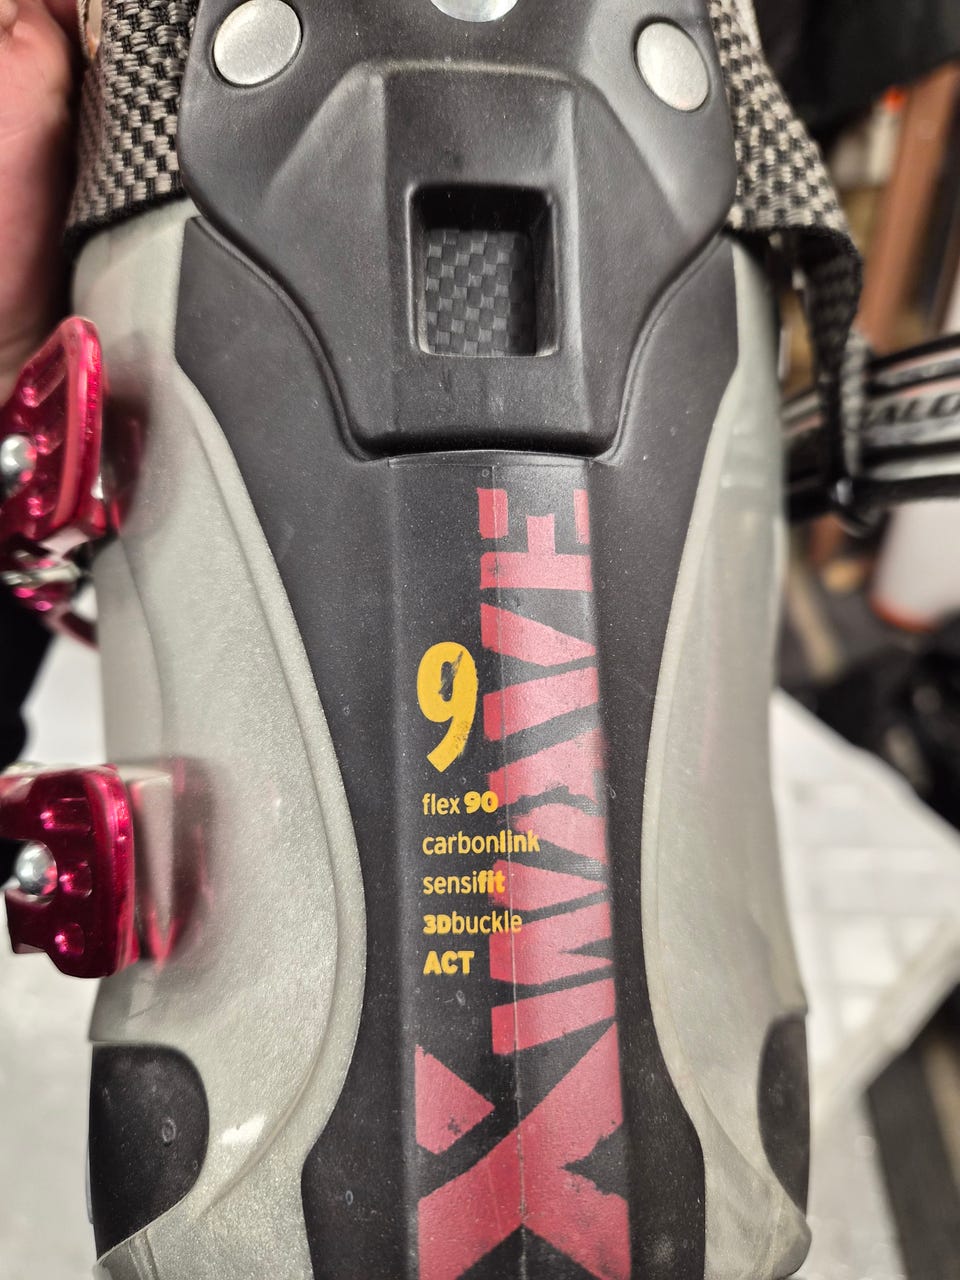 XWAVE
9
flex 90
carbonlink
sensifit
3Dbuckle
ACT